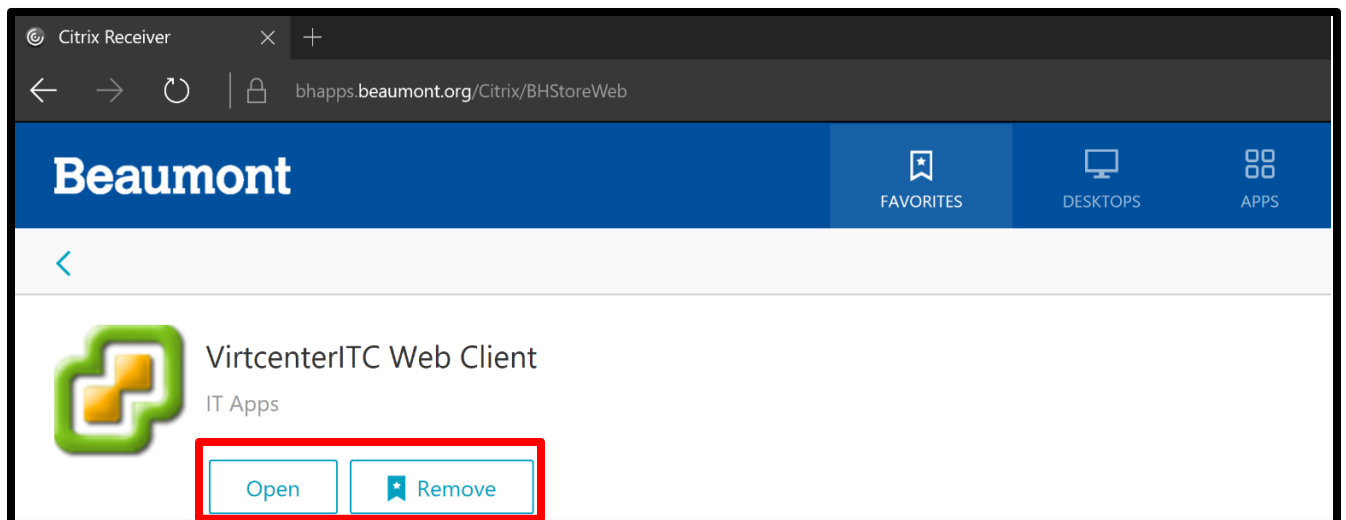 Citrix Receiver
bhapps.beaumont.org/Citrix/BHStoreWeb
Beaumont
FAVORITES
DESKTOPS
APPS
VirtcenterITC Web Client
IT Apps
Open
Remove